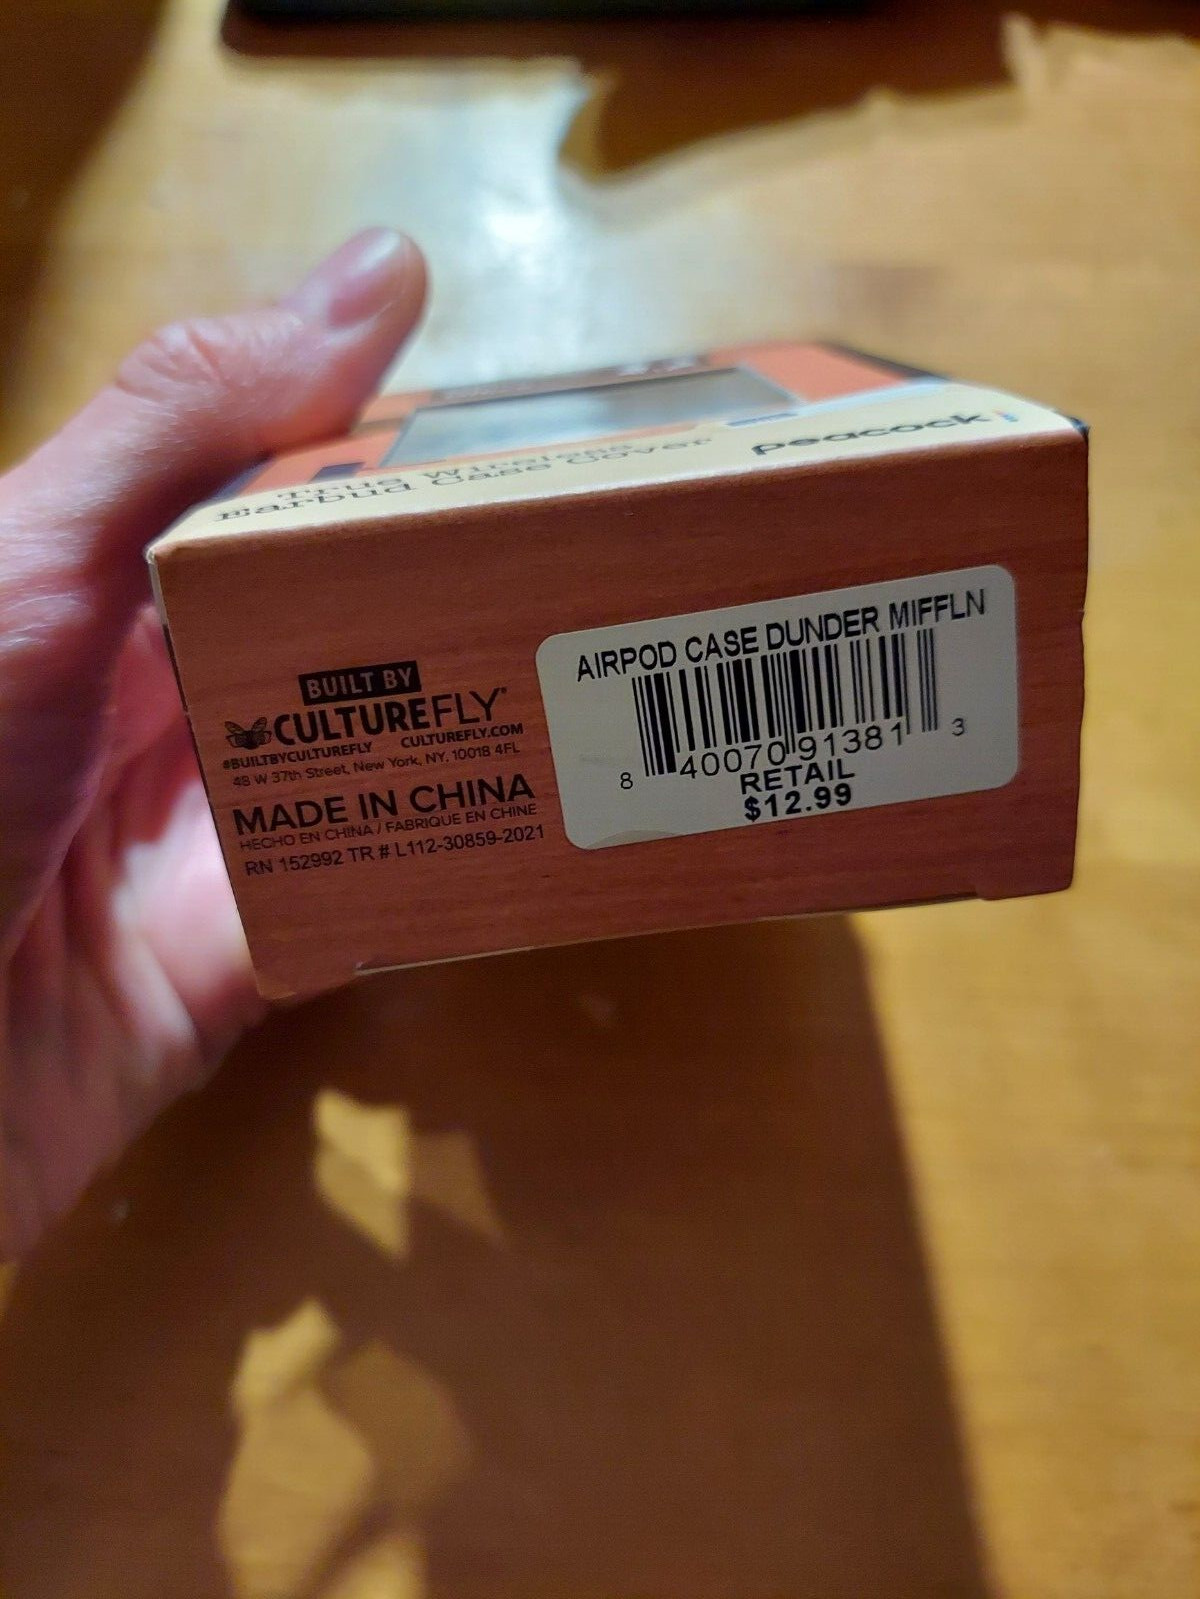 True Wireless
Earbud Case Cover
peacock
BUILT BY
CULTUREFLY
#BUILTBYCULTUREFLY CULTUREFLY.COM
48 W 37th Street, New York, NY, 10018 4FL
MADE IN CHINA
HECHO EN CHINA / FABRIQUE EN CHINE
RN 152992 TR # L112-30859-2021
AIRPOD CASE DUNDER MIFFLN
8 40070 91381 3
RETAIL
$12.99